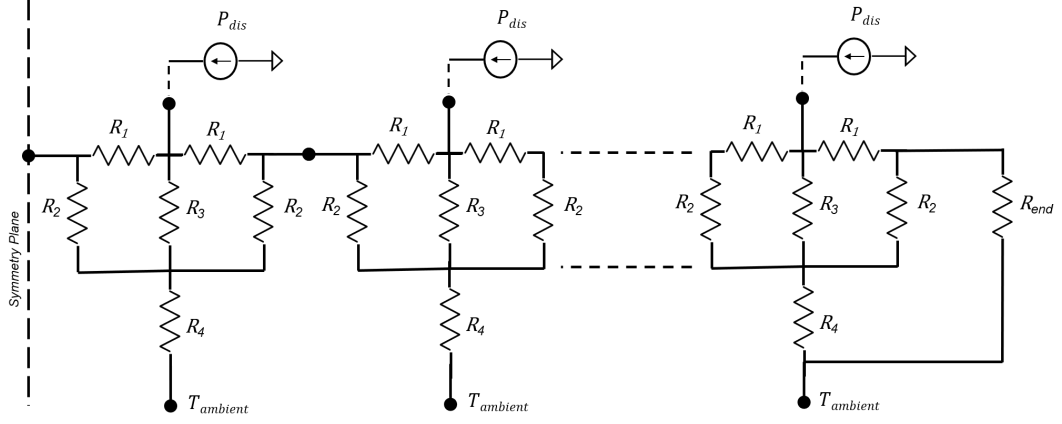 P_dis
P_dis
P_dis
R_1 R_1 R_1 R_1 R_1 R_1
R_2 R_3 R_2 R_2 R_3 R_2 R_2 R_3 R_2 R_end
Symmetry Plane
R_4 R_4 R_4
T_ambient T_ambient T_ambient